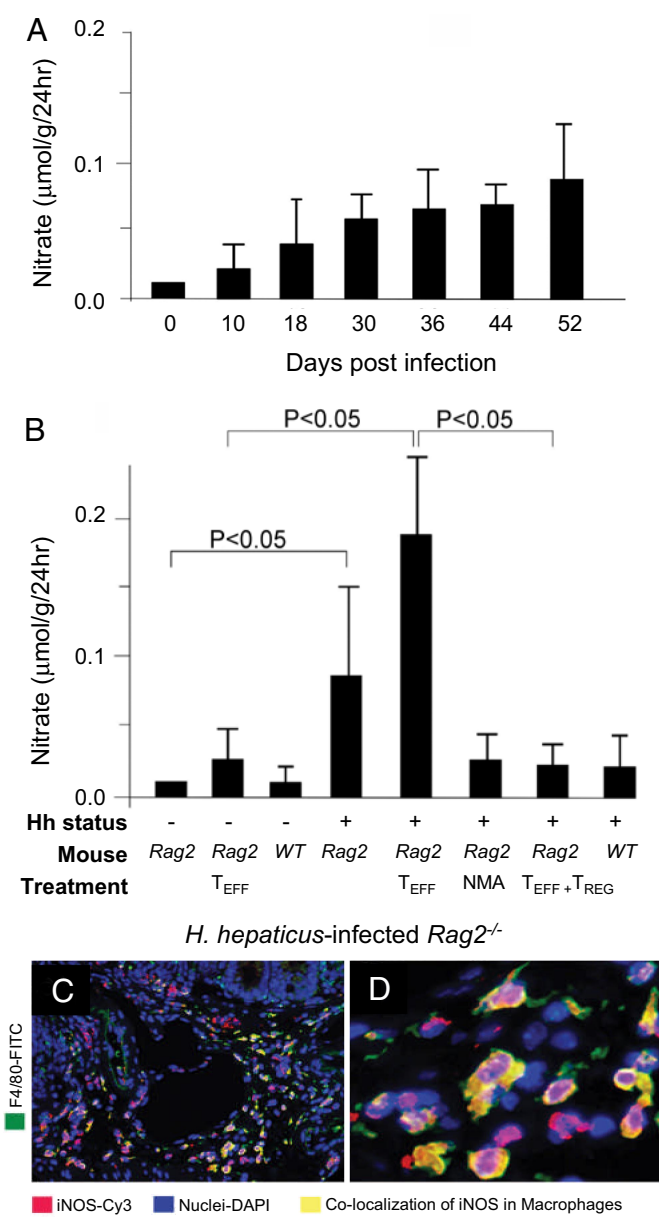 A
0.2
0.1
0.0
Nitrate (μmol/g/24hr)
0 10 18 30 36 44 52
Days post infection
B
P<0.05 P<0.05
P<0.05
0.2
0.1
0.0
Nitrate (μmol/g/24hr)
Hh status - - - + + + + +
Mouse Rag2 Rag2 WT Rag2 Rag2 Rag2 Rag2 WT
Treatment TEFF TEFF NMA TEFF + TREG
H. hepaticus-infected Rag2-/-
C D
F4/80-FITC
iNOS-Cy3 Nuclei-DAPI Co-localization of iNOS in Macrophages